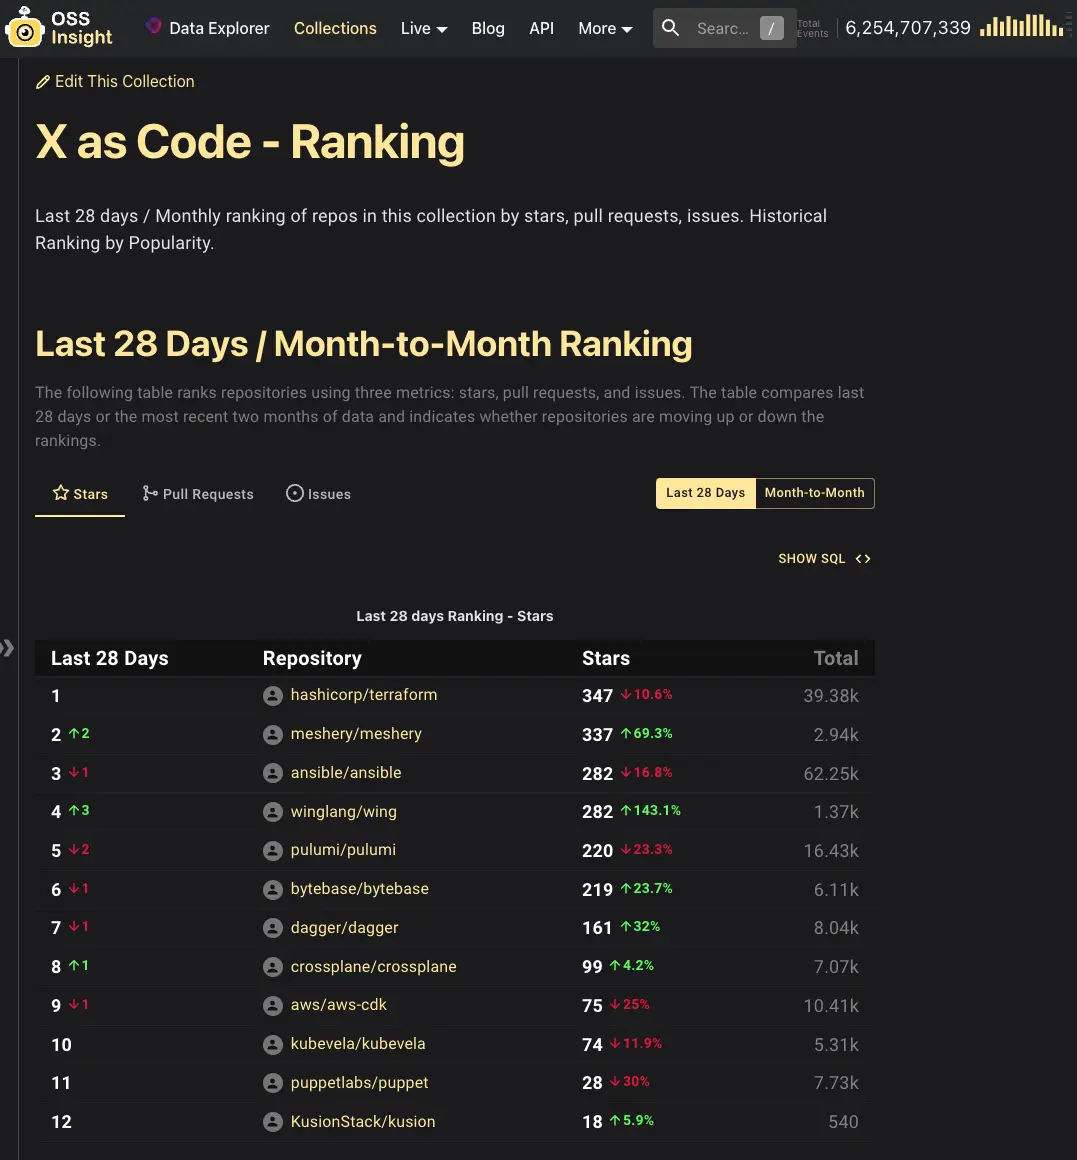 OSS Insight
Data Explorer
Collections
Live
Blog
API
More
Searc... /
Total Events
6,254,707,339
Edit This Collection
X as Code - Ranking
Last 28 days / Monthly ranking of repos in this collection by stars, pull requests, issues. Historical
Ranking by Popularity.
Last 28 Days / Month-to-Month Ranking
The following table ranks repositories using three metrics: stars, pull requests, and issues. The table compares last
28 days or the most recent two months of data and indicates whether repositories are moving up or down the
rankings.
Stars Pull Requests Issues Last 28 Days Month-to-Month
SHOW SQL <>
Last 28 days Ranking - Stars
Last 28 Days Repository Stars Total
1 hashicorp/terraform 347 ↓10.6% 39.38k
2 ↑2 meshery/meshery 337 ↑69.3% 2.94k
3 ↓1 ansible/ansible 282 ↓16.8% 62.25k
4 ↑3 winglang/wing 282 ↑143.1% 1.37k
5 ↓2 pulumi/pulumi 220 ↓23.3% 16.43k
6 ↓1 bytebase/bytebase 219 ↑23.7% 6.11k
7 ↓1 dagger/dagger 161 ↑32% 8.04k
8 ↑1 crossplane/crossplane 99 ↑4.2% 7.07k
9 ↓1 aws/aws-cdk 75 ↓25% 10.41k
10 kubevela/kubevela 74 ↓11.9% 5.31k
11 puppetlabs/puppet 28 ↓30% 7.73k
12 KusionStack/kusion 18 ↑5.9% 540